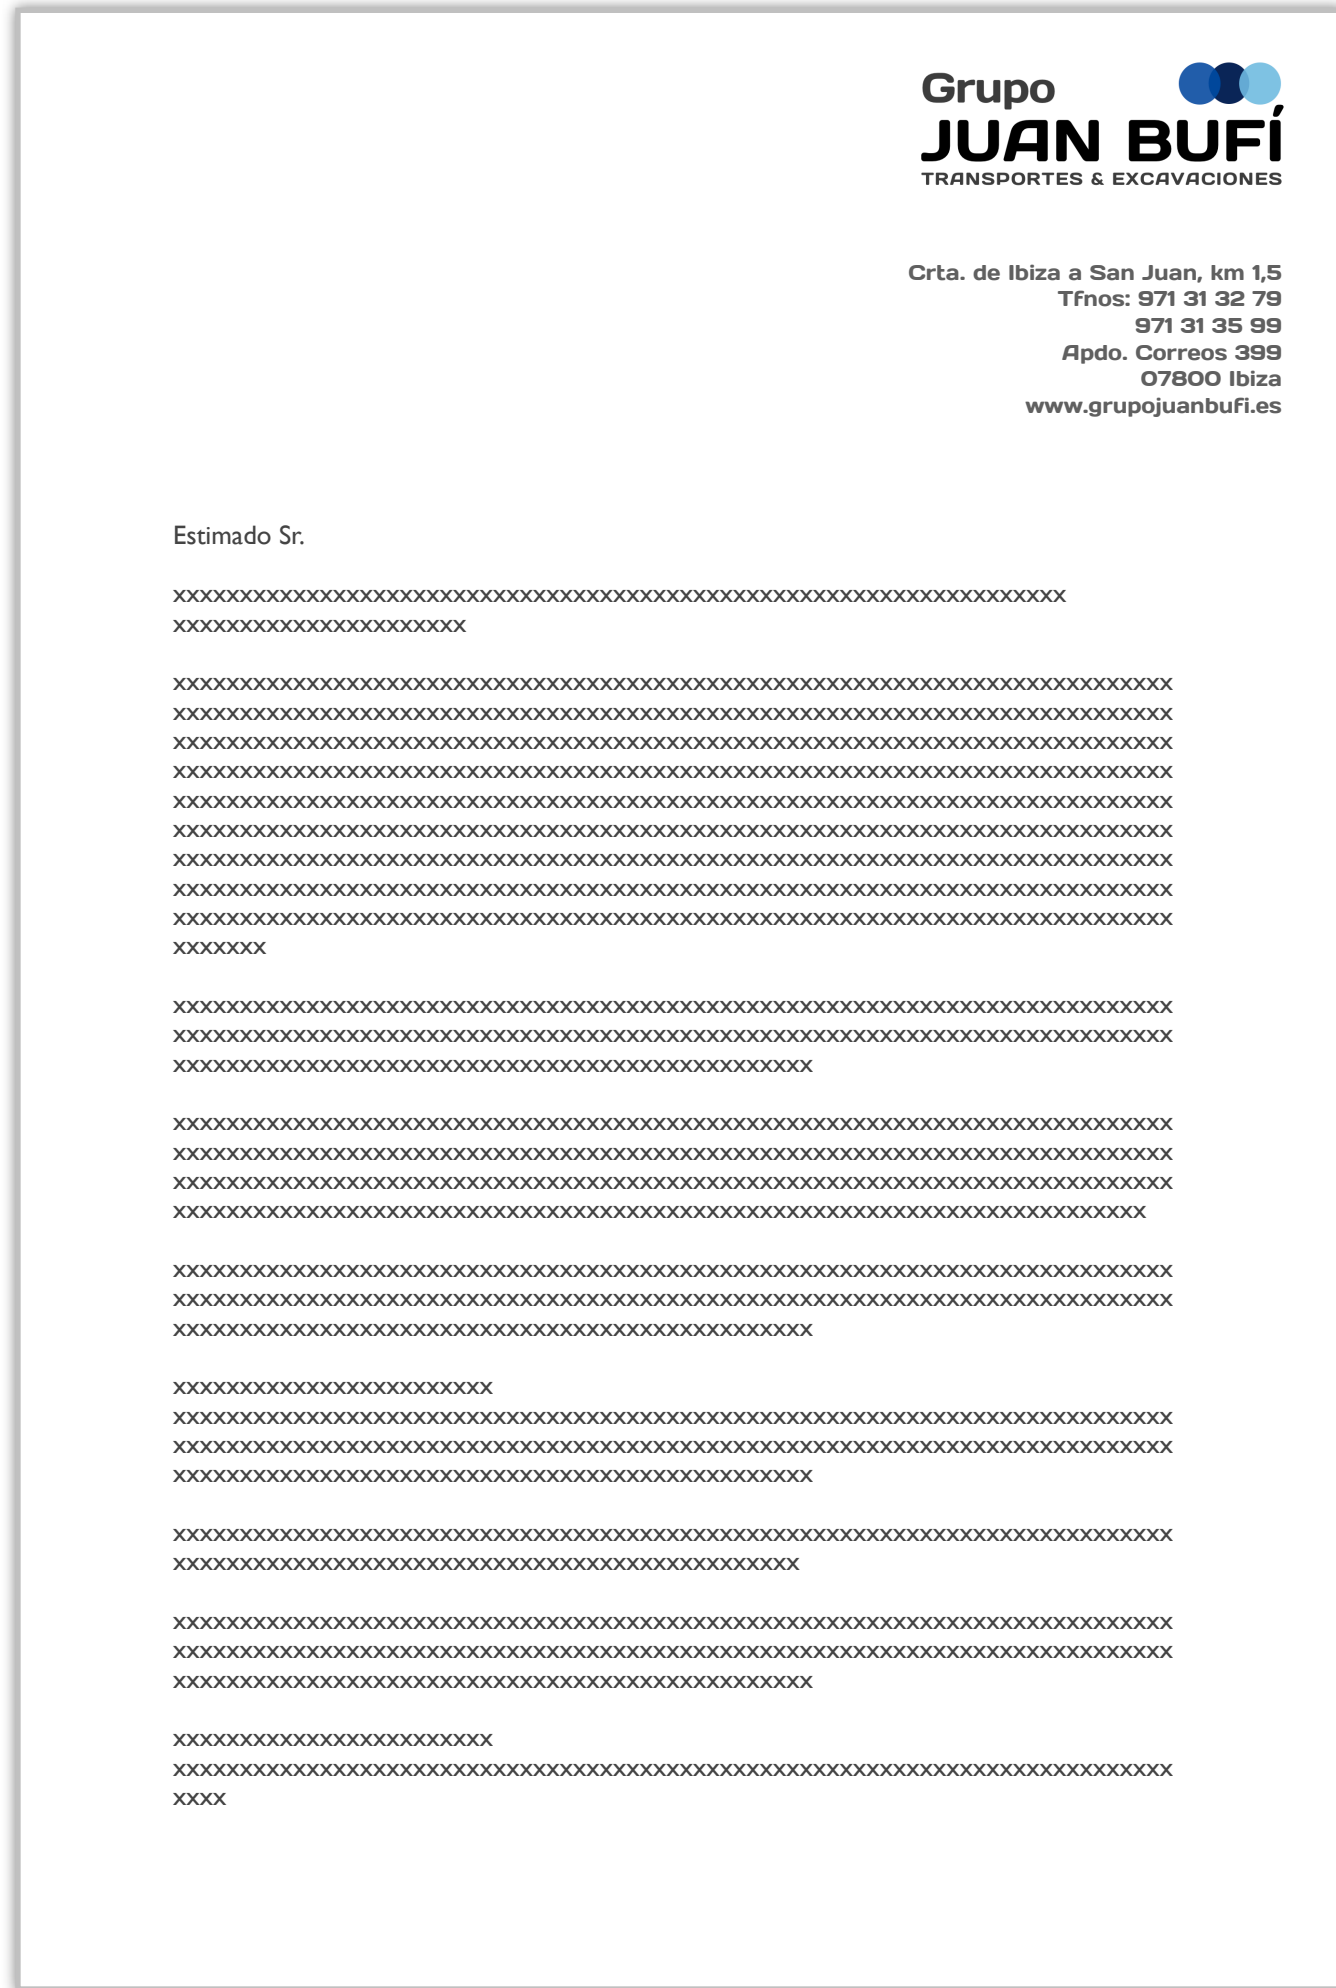 Grupo
JUAN BUFÍ
TRANSPORTES & EXCAVACIONES
Crta. de Ibiza a San Juan, km 1,5
Tfnos: 971 31 32 79
971 31 35 99
Apdo. Correos 399
07800 Ibiza
www.grupojuanbufi.es
Estimado Sr.
xxxxxxxxxxxxxxxxxxxxxxxxxxxxxxxxxxxxxxxxxxxxxxxxxxxxxxxxxxxxxxxxxxx
xxxxxxxxxxxxxxxxxxxxxx
xxxxxxxxxxxxxxxxxxxxxxxxxxxxxxxxxxxxxxxxxxxxxxxxxxxxxxxxxxxxxxxxxxxxxxxxxxx
xxxxxxxxxxxxxxxxxxxxxxxxxxxxxxxxxxxxxxxxxxxxxxxxxxxxxxxxxxxxxxxxxxxxxxxxxxx
xxxxxxxxxxxxxxxxxxxxxxxxxxxxxxxxxxxxxxxxxxxxxxxxxxxxxxxxxxxxxxxxxxxxxxxxxxx
xxxxxxxxxxxxxxxxxxxxxxxxxxxxxxxxxxxxxxxxxxxxxxxxxxxxxxxxxxxxxxxxxxxxxxxxxxx
xxxxxxxxxxxxxxxxxxxxxxxxxxxxxxxxxxxxxxxxxxxxxxxxxxxxxxxxxxxxxxxxxxxxxxxxxxx
xxxxxxxxxxxxxxxxxxxxxxxxxxxxxxxxxxxxxxxxxxxxxxxxxxxxxxxxxxxxxxxxxxxxxxxxxxx
xxxxxxxxxxxxxxxxxxxxxxxxxxxxxxxxxxxxxxxxxxxxxxxxxxxxxxxxxxxxxxxxxxxxxxxxxxx
xxxxxxxxxxxxxxxxxxxxxxxxxxxxxxxxxxxxxxxxxxxxxxxxxxxxxxxxxxxxxxxxxxxxxxxxxxx
xxxxxxxxxxxxxxxxxxxxxxxxxxxxxxxxxxxxxxxxxxxxxxxxxxxxxxxxxxxxxxxxxxxxxxxxxxx
xxxxxxx
xxxxxxxxxxxxxxxxxxxxxxxxxxxxxxxxxxxxxxxxxxxxxxxxxxxxxxxxxxxxxxxxxxxxxxxxxxx
xxxxxxxxxxxxxxxxxxxxxxxxxxxxxxxxxxxxxxxxxxxxxxxxxxxxxxxxxxxxxxxxxxxxxxxxxxx
xxxxxxxxxxxxxxxxxxxxxxxxxxxxxxxxxxxxxxxxxxxxxxxx
xxxxxxxxxxxxxxxxxxxxxxxxxxxxxxxxxxxxxxxxxxxxxxxxxxxxxxxxxxxxxxxxxxxxxxxxxxx
xxxxxxxxxxxxxxxxxxxxxxxxxxxxxxxxxxxxxxxxxxxxxxxxxxxxxxxxxxxxxxxxxxxxxxxxxxx
xxxxxxxxxxxxxxxxxxxxxxxxxxxxxxxxxxxxxxxxxxxxxxxxxxxxxxxxxxxxxxxxxxxxxxxxxxx
xxxxxxxxxxxxxxxxxxxxxxxxxxxxxxxxxxxxxxxxxxxxxxxxxxxxxxxxxxxxxxxxxxxxxxxxx
xxxxxxxxxxxxxxxxxxxxxxxxxxxxxxxxxxxxxxxxxxxxxxxxxxxxxxxxxxxxxxxxxxxxxxxxxxx
xxxxxxxxxxxxxxxxxxxxxxxxxxxxxxxxxxxxxxxxxxxxxxxxxxxxxxxxxxxxxxxxxxxxxxxxxxx
xxxxxxxxxxxxxxxxxxxxxxxxxxxxxxxxxxxxxxxxxxxxxxxx
xxxxxxxxxxxxxxxxxxxxxxxx
xxxxxxxxxxxxxxxxxxxxxxxxxxxxxxxxxxxxxxxxxxxxxxxxxxxxxxxxxxxxxxxxxxxxxxxxxxx
xxxxxxxxxxxxxxxxxxxxxxxxxxxxxxxxxxxxxxxxxxxxxxxxxxxxxxxxxxxxxxxxxxxxxxxxxxx
xxxxxxxxxxxxxxxxxxxxxxxxxxxxxxxxxxxxxxxxxxxxxxxx
xxxxxxxxxxxxxxxxxxxxxxxxxxxxxxxxxxxxxxxxxxxxxxxxxxxxxxxxxxxxxxxxxxxxxxxxxxx
xxxxxxxxxxxxxxxxxxxxxxxxxxxxxxxxxxxxxxxxxxxxxxx
xxxxxxxxxxxxxxxxxxxxxxxxxxxxxxxxxxxxxxxxxxxxxxxxxxxxxxxxxxxxxxxxxxxxxxxxxxx
xxxxxxxxxxxxxxxxxxxxxxxxxxxxxxxxxxxxxxxxxxxxxxxxxxxxxxxxxxxxxxxxxxxxxxxxxxx
xxxxxxxxxxxxxxxxxxxxxxxxxxxxxxxxxxxxxxxxxxxxxxxx
xxxxxxxxxxxxxxxxxxxxxxxx
xxxxxxxxxxxxxxxxxxxxxxxxxxxxxxxxxxxxxxxxxxxxxxxxxxxxxxxxxxxxxxxxxxxxxxxxxxx
xxxx